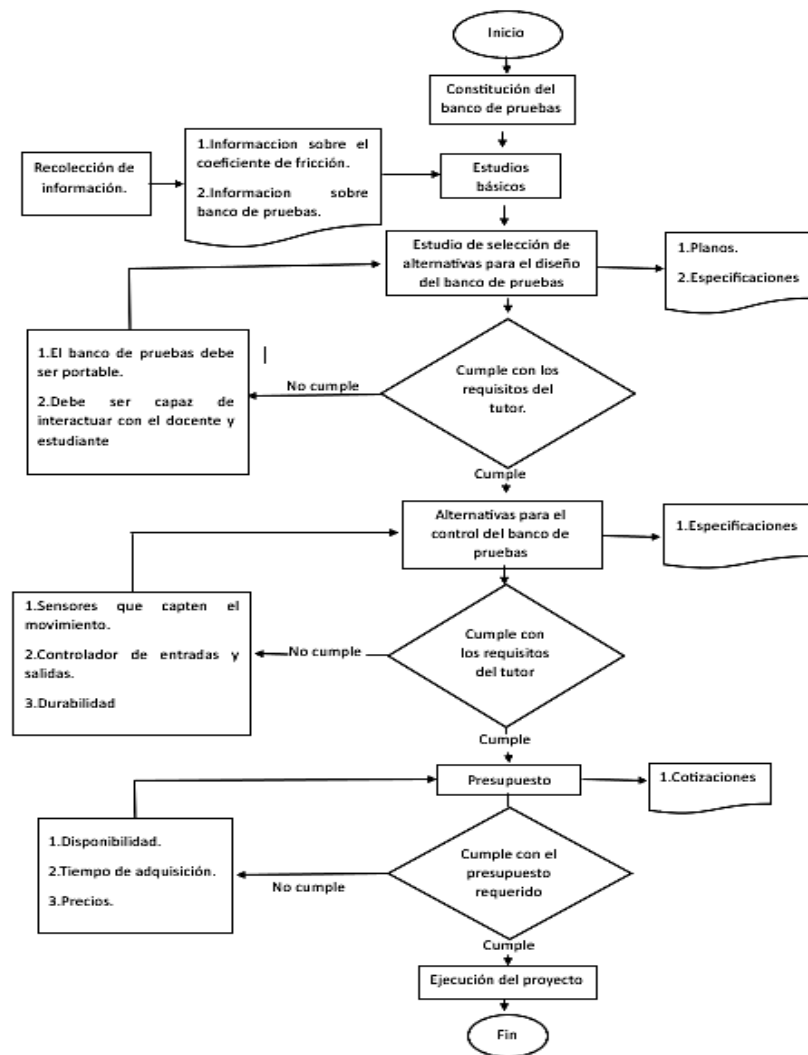 Inicio
Constitución del
banco de pruebas
Recolección de
información.
1.Informaccion sobre el
coeficiente de fricción.
2.Informacion sobre
banco de pruebas.
Estudios
básicos
Estudio de selección de
alternativas para el diseño
del banco de pruebas
1.Planos.
2.Especificaciones
1.El banco de pruebas debe
ser portable.
2.Debe ser capaz de
interactuar con el docente y
estudiante
No cumple
Cumple con los
requisitos del
tutor.
Cumple
Alternativas para el
control del banco de
pruebas
1.Especificaciones
1.Sensores que capten el
movimiento.
2.Controlador de entradas y
salidas.
3.Durabilidad
No cumple
Cumple con
los requisitos
del tutor
Cumple
Presupuesto
1.Cotizaciones
1.Disponibilidad.
2.Tiempo de adquisición.
3.Precios.
No cumple
Cumple con el
presupuesto
requerido
Cumple
Ejecución del proyecto
Fin